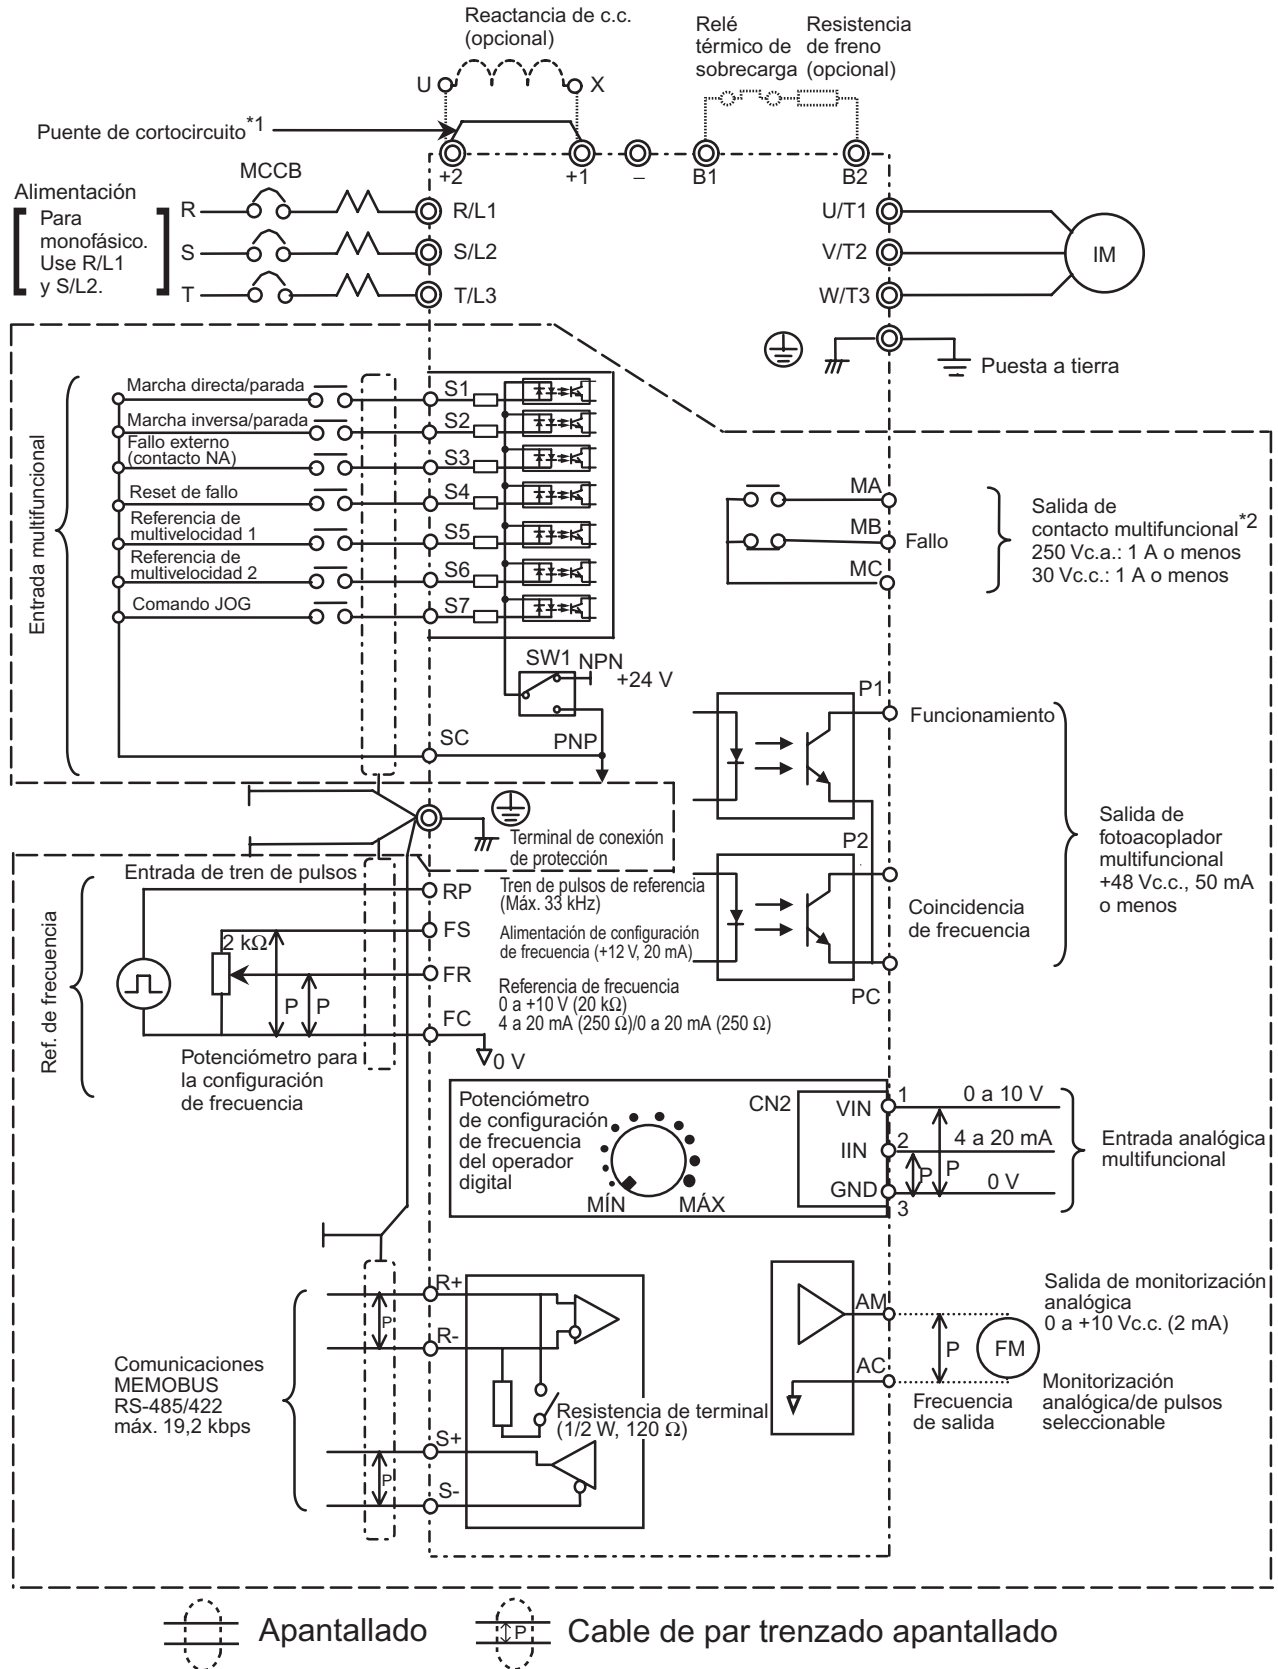 Reactancia de c.c.
(opcional)
Relé
térmico de
sobrecarga
Resistencia
de freno
(opcional)
U
X
Puente de cortocircuito*1
+2
+1
–
B1
B2
MCCB
Alimentación
Para
monofásico.
Use R/L1
y S/L2.
R
S
T
R/L1
S/L2
T/L3
U/T1
V/T2
W/T3
IM
Puesta a tierra
Entrada multifuncional
Marcha directa/parada
Marcha inversa/parada
Fallo externo
(contacto NA)
Reset de fallo
Referencia de
multivelocidad 1
Referencia de
multivelocidad 2
Comando JOG
S1
S2
S3
S4
S5
S6
S7
SW1
NPN
+24 V
PNP
SC
MA
MB
MC
Fallo
Salida de
contacto multifuncional*2
250 Vc.a.: 1 A o menos
30 Vc.c.: 1 A o menos
P1
Funcionamiento
P2
Coincidencia
de frecuencia
PC
Salida de
fotoacoplador
multifuncional
+48 Vc.c., 50 mA
o menos
Terminal de conexión
de protección
Ref. de frecuencia
Entrada de tren de pulsos
2 kΩ
P
P
Potenciómetro para
la configuración
de frecuencia
RP
FS
FR
FC
0 V
Tren de pulsos de referencia
(Máx. 33 kHz)
Alimentación de configuración
de frecuencia (+12 V, 20 mA)
Referencia de frecuencia
0 a +10 V (20 kΩ)
4 a 20 mA (250 Ω)/0 a 20 mA (250 Ω)
Potenciómetro
de configuración
de frecuencia
del operador
digital
MÍN
MÁX
CN2
VIN
IIN
GND
1
2
3
0 a 10 V
4 a 20 mA
0 V
P
P
Entrada analógica
multifuncional
Comunicaciones
MEMOBUS
RS-485/422
máx. 19,2 kbps
P
P
R+
R-
S+
S-
Resistencia de terminal
(1/2 W, 120 Ω)
AM
AC
P
FM
Frecuencia
de salida
Salida de monitorización
analógica
0 a +10 Vc.c. (2 mA)
Monitorización
analógica/de pulsos
seleccionable
Apantallado
P
Cable de par trenzado apantallado